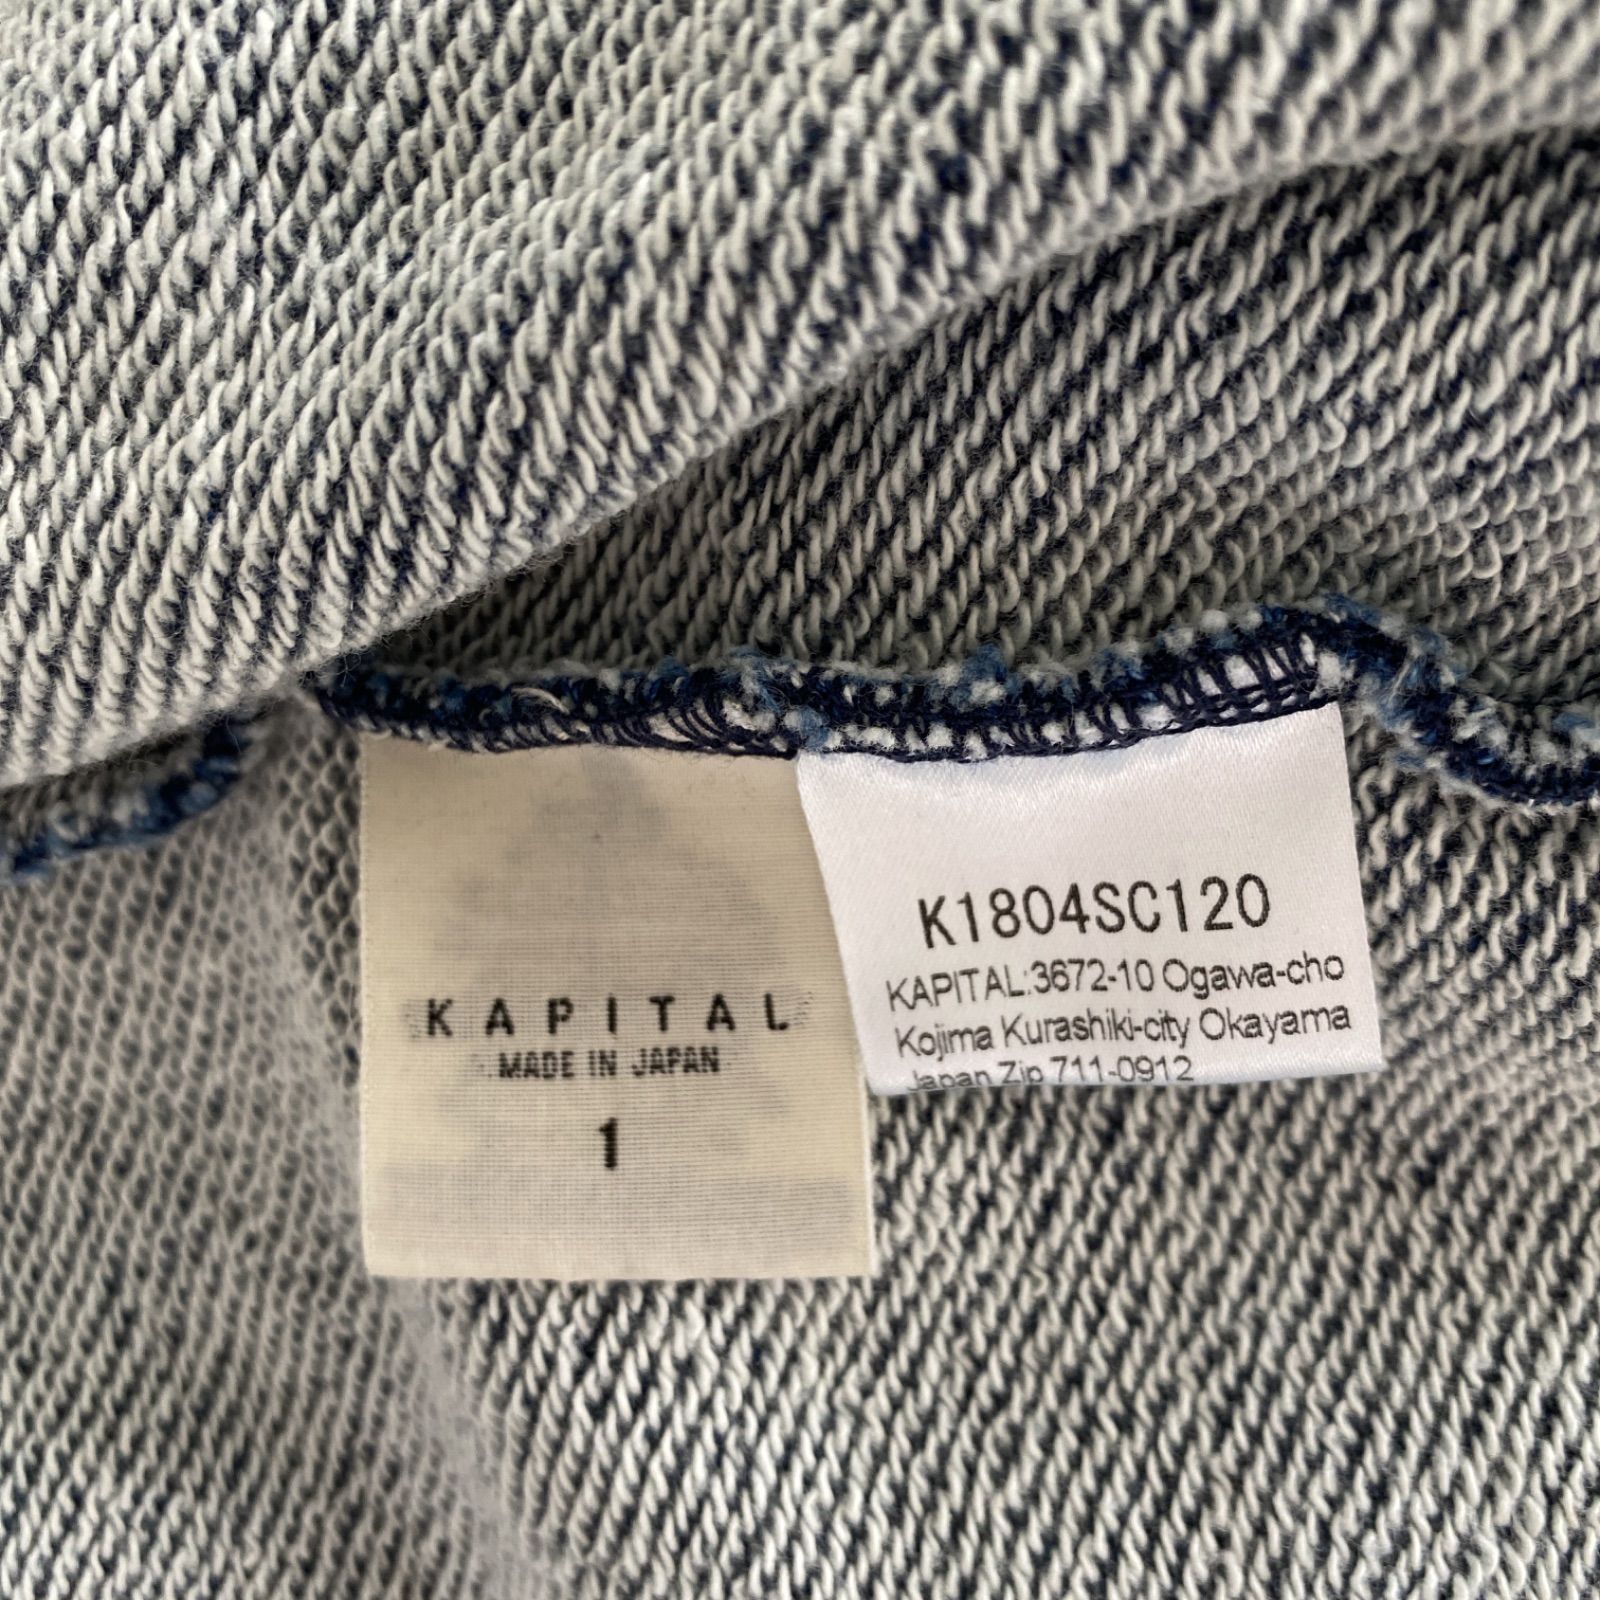 KAPITAL
MADE IN JAPAN
1
K1804SC120
KAPITAL:3672-10 Ogawa-cho
Kojima Kurashiki-city Okayama
Japan Zip 711-0912